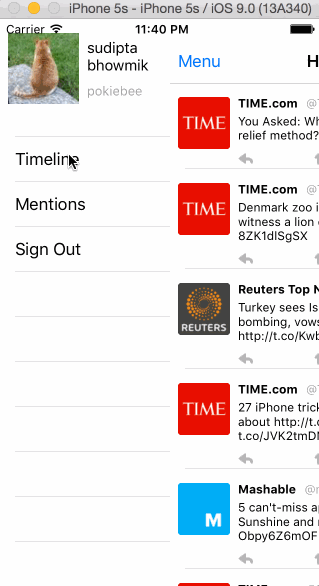 iPhone 5s - iPhone 5s / iOS 9.0 (13A340)
Carrier
11:40 PM
sudipta
bhowmik
pokiebee
Timeline
Mentions
Sign Out
Menu
H
TIME.com @T
TIME
You Asked: Wh
relief method?
TIME.com @T
TIME
Denmark zoo i
witness a lion
8ZK1dlSgSX
Reuters Top N
REUTERS
Turkey sees Is
bombing, vows
http://t.co/Kwb
TIME.com @T
TIME
27 iPhone trick
about http://t.c
t.co/JVK2tmD
Mashable @m
M
5 can't-miss ap
Sunshine and r
Obpy6Z6mOF
TIME.com